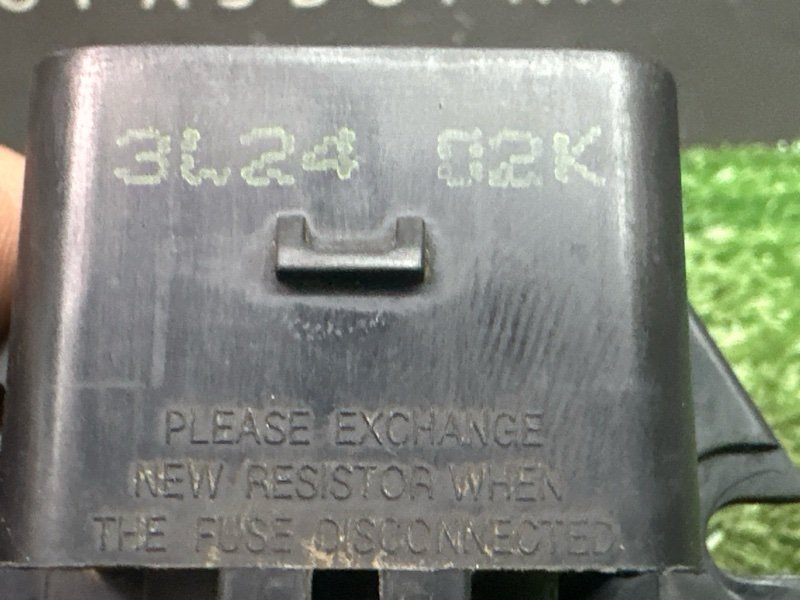 3L24 02K
PLEASE EXCHANGE
NEW RESISTOR WHEN
THE FUSE DISCONNECTED